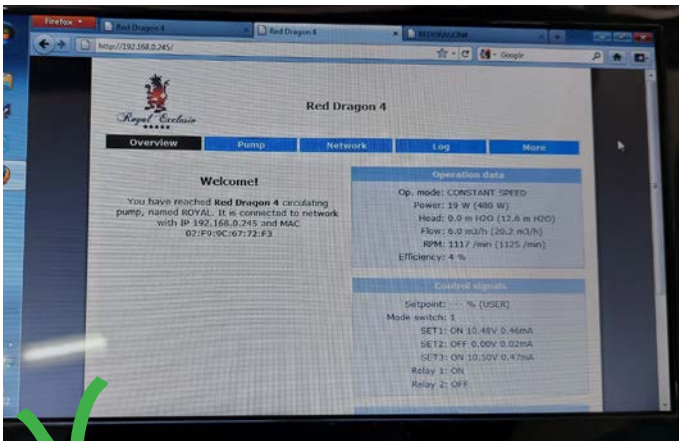 Firefox
Red Dragon 4
Red Dragon 4
http://192.168.0.245/
Google
Royal Exclusiv
Red Dragon 4
Overview
Pump
Network
Log
More
Welcome!
You have reached Red Dragon 4 circulating
pump, named ROYAL. It is connected to network
with IP 192.168.0.245 and MAC
02:F9:9C:67:72:F3
Operation data
Op. mode: CONSTANT SPEED
Power: 19 W (480 W)
Head: 0.0 m H2O (12.6 m H2O)
Flow: 6.0 m3/h (20.2 m3/h)
RPM: 1117 /min (1125 /min)
Efficiency: 4 %
Control signals
Setpoint: --- % (USER)
Mode switch: 1
SET1: ON 10.48V 0.46mA
SET2: OFF 0.00V 0.02mA
SET3: ON 10.50V 0.47mA
Relay 1: ON
Relay 2: OFF